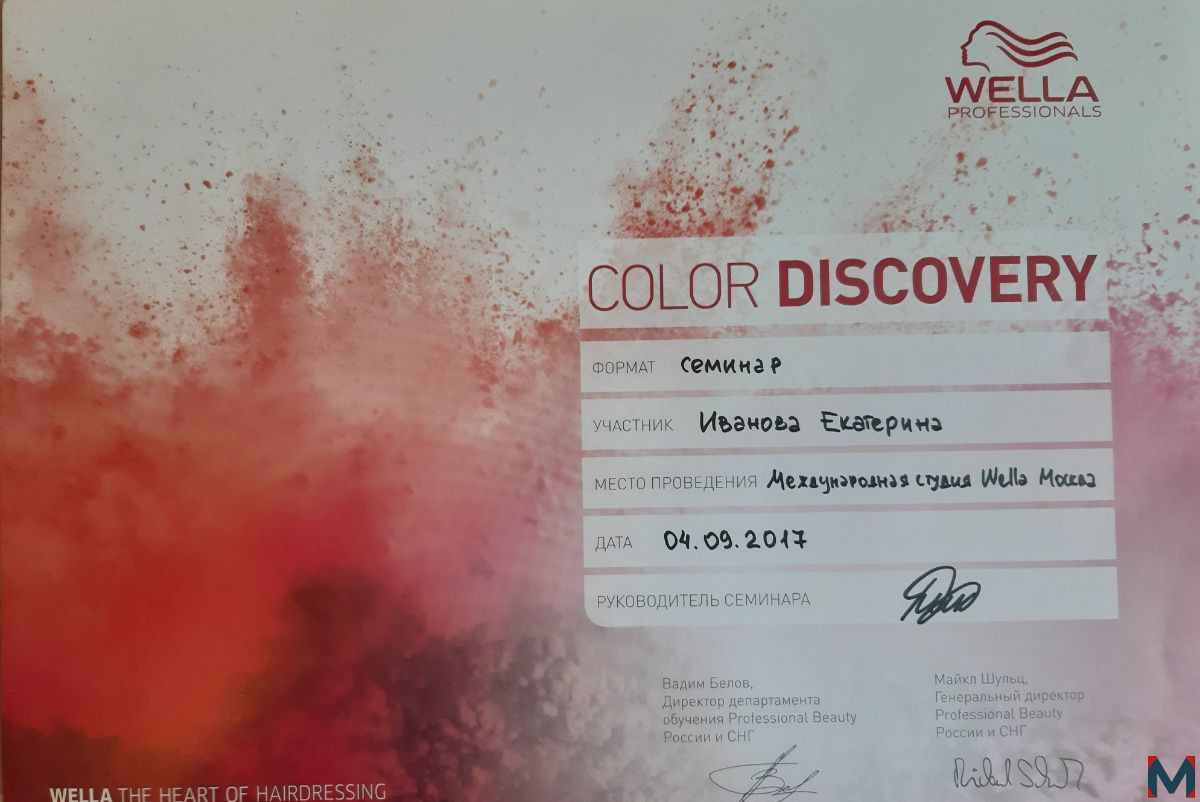 WELLA
PROFESSIONALS
COLOR DISCOVERY
ФОРМАТ семинар
УЧАСТНИК Иванова Екатерина
МЕСТО ПРОВЕДЕНИЯ Международная студия Wella Москва
ДАТА 04.09.2017
РУКОВОДИТЕЛЬ СЕМИНАРА
Вадим Белов,
Директор департамента
обучения Professional Beauty
России и СНГ
Майкл Шульц,
Генеральный директор
Professional Beauty
России и СНГ
WELLA THE HEART OF HAIRDRESSING
M